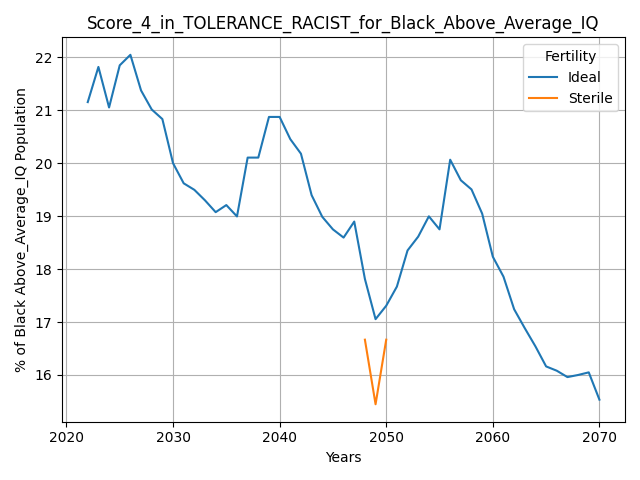 Score_4_in_TOLERANCE_RACIST_for_Black_Above_Average_IQ
% of Black Above_Average_IQ Population
22
21
20
19
18
17
16
Fertility
Ideal
Sterile
2020 2030 2040 2050 2060 2070
Years